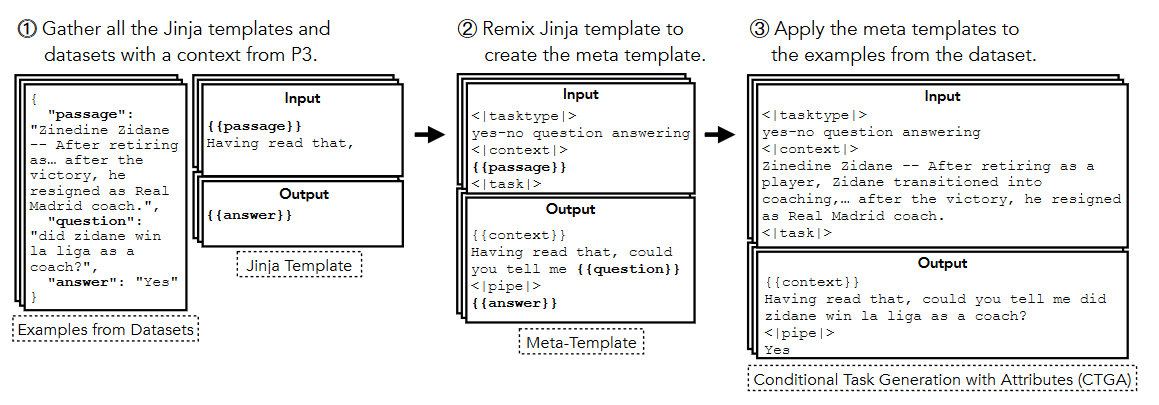 ① Gather all the Jinja templates and
datasets with a context from P3.
{
"passage":
"Zinedine Zidane
-- After retiring
as… after the
victory, he
resigned as Real
Madrid coach.",
"question":
"did zidane win
la liga as a
coach?",
"answer": "Yes"
}
Examples from Datasets
Input
{{passage}}
Having read that,
Output
{{answer}}
Jinja Template
② Remix Jinja template to
create the meta template.
Input
<|tasktype|>
yes-no question answering
<|context|>
{{passage}}
<|task|>
Output
{{context}}
Having read that, could
you tell me {{question}}
<|pipe|>
{{answer}}
Meta-Template
③ Apply the meta templates to
the examples from the dataset.
Input
<|tasktype|>
yes-no question answering
<|context|>
Zinedine Zidane -- After retiring as a
player, Zidane transitioned into
coaching,… after the victory, he resigned
as Real Madrid coach.
<|task|>
Output
{{context}}
Having read that, could you tell me did
zidane win la liga as a coach?
<|pipe|>
Yes
Conditional Task Generation with Attributes (CTGA)